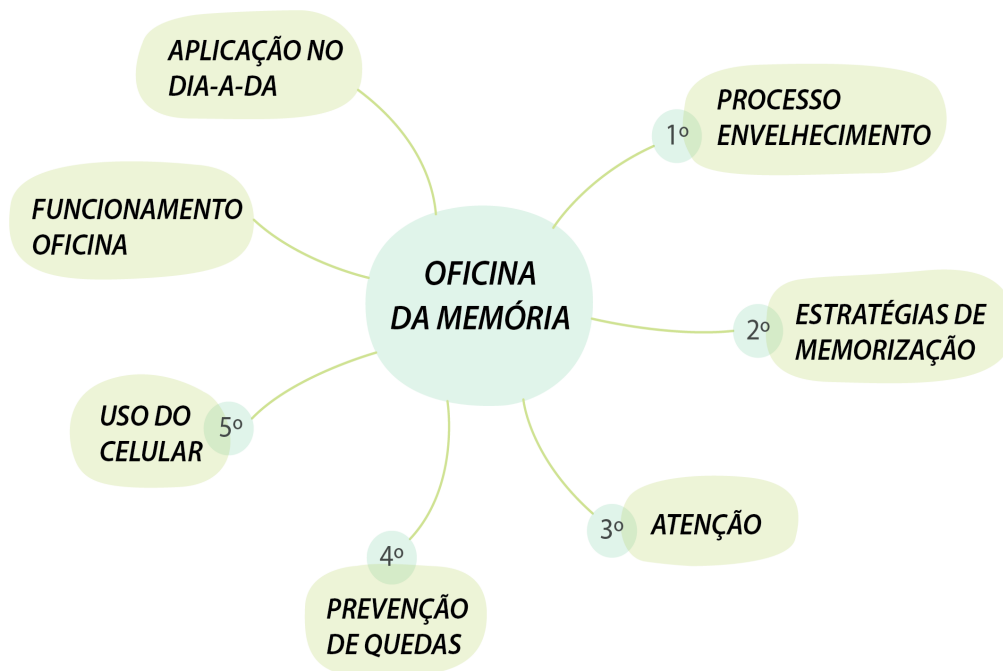 OFICINA
DA MEMÓRIA
1º
PROCESSO
ENVELHECIMENTO
2º
ESTRATÉGIAS DE
MEMORIZAÇÃO
3º
ATENÇÃO
4º
PREVENÇÃO
DE QUEDAS
5º
USO DO
CELULAR
FUNCIONAMENTO
OFICINA
APLICAÇÃO NO
DIA-A-DA